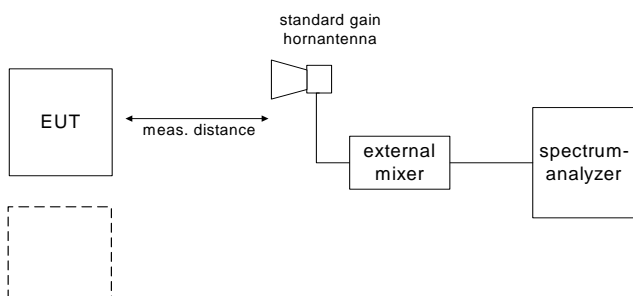 standard gain
hornantenna
EUT
meas. distance
external
mixer
spectrum-
analyzer